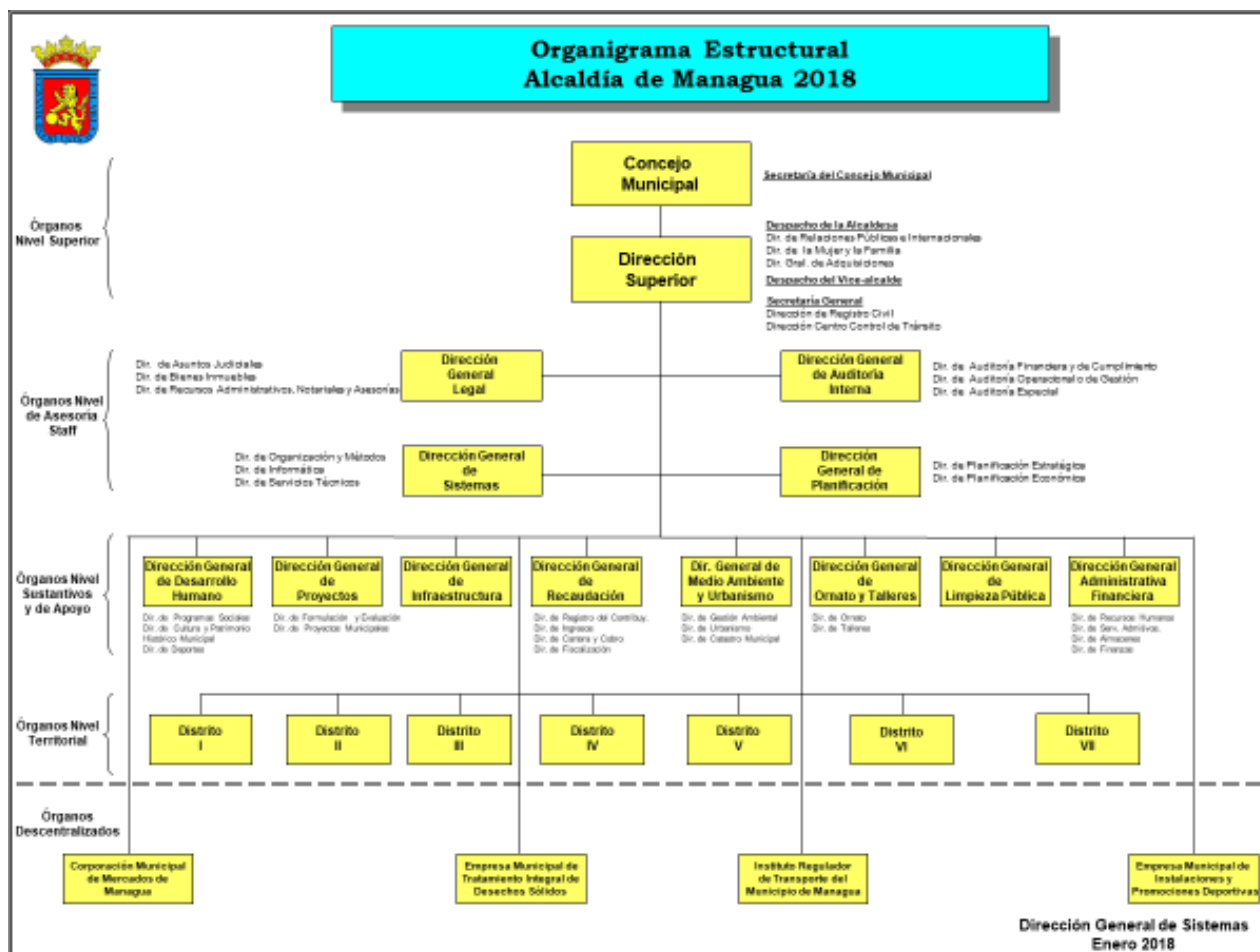 Organigrama Estructural
Alcaldía de Managua 2018
Órganos
Nivel Superior
Concejo
Municipal
Secretaría del Concejo Municipal
Dirección
Superior
Despacho de la Alcaldesa
Dir. de Relaciones Públicas e Internacionales
Dir. de la Mujer y la Familia
Dir. Gral. de Adquisiciones
Despacho del Vice-alcalde
Secretaría General
Dirección de Registro Civil
Dirección Centro Control de Tránsito
Órganos Nivel
de Asesoría
Staff
Dir. de Asuntos Judiciales
Dir. de Bienes Inmuebles
Dir. de Recursos Administrativos, Notariales y Asesorías
Dirección
General
Legal
Dirección General
de Auditoría
Interna
Dir. de Auditoría Financiera y de Cumplimiento
Dir. de Auditoría Operacional o de Gestión
Dir. de Auditoría Especial
Dir. de Organización y Métodos
Dir. de Informática
Dir. de Servicios Técnicos
Dirección General
de
Sistemas
Dirección
General de
Planificación
Dir. de Planificación Estratégica
Dir. de Planificación Económica
Órganos Nivel
Sustantivos
y de Apoyo
Dirección General
de Desarrollo
Humano
Dir. de Programas Sociales
Dir. de Cultura y Patrimonio
Histórico Municipal
Dir. de Deportes
Dirección General
de
Proyectos
Dir. de Formulación y Evaluación
Dir. de Proyectos Municipales
Dirección General
de
Infraestructura
Dirección General
de
Recaudación
Dir. de Registro del Contribuy.
Dir. de Ingresos
Dir. de Cartera y Cobro
Dir. de Fiscalización
Dir. General de
Medio Ambiente
y Urbanismo
Dir. de Gestión Ambiental
Dir. de Urbanismo
Dir. de Catastro Municipal
Dirección General
de
Ornato y Talleres
Dir. de Ornato
Dir. de Talleres
Dirección General
de
Limpieza Pública
Dirección General
Administrativa
Financiera
Dir. de Recursos Humanos
Dir. de Serv. Admitivos.
Dir. de Almacenes
Dir. de Finanzas
Órganos Nivel
Territorial
Distrito
I
Distrito
II
Distrito
III
Distrito
IV
Distrito
V
Distrito
VI
Distrito
VII
Órganos
Descentralizados
Corporación Municipal
de Mercados de
Managua
Empresa Municipal de
Tratamiento Integral de
Desechos Sólidos
Instituto Regulador
de Transporte del
Municipio de Managua
Empresa Municipal de
Instalaciones y
Promociones Deportivas
Dirección General de Sistemas
Enero 2018